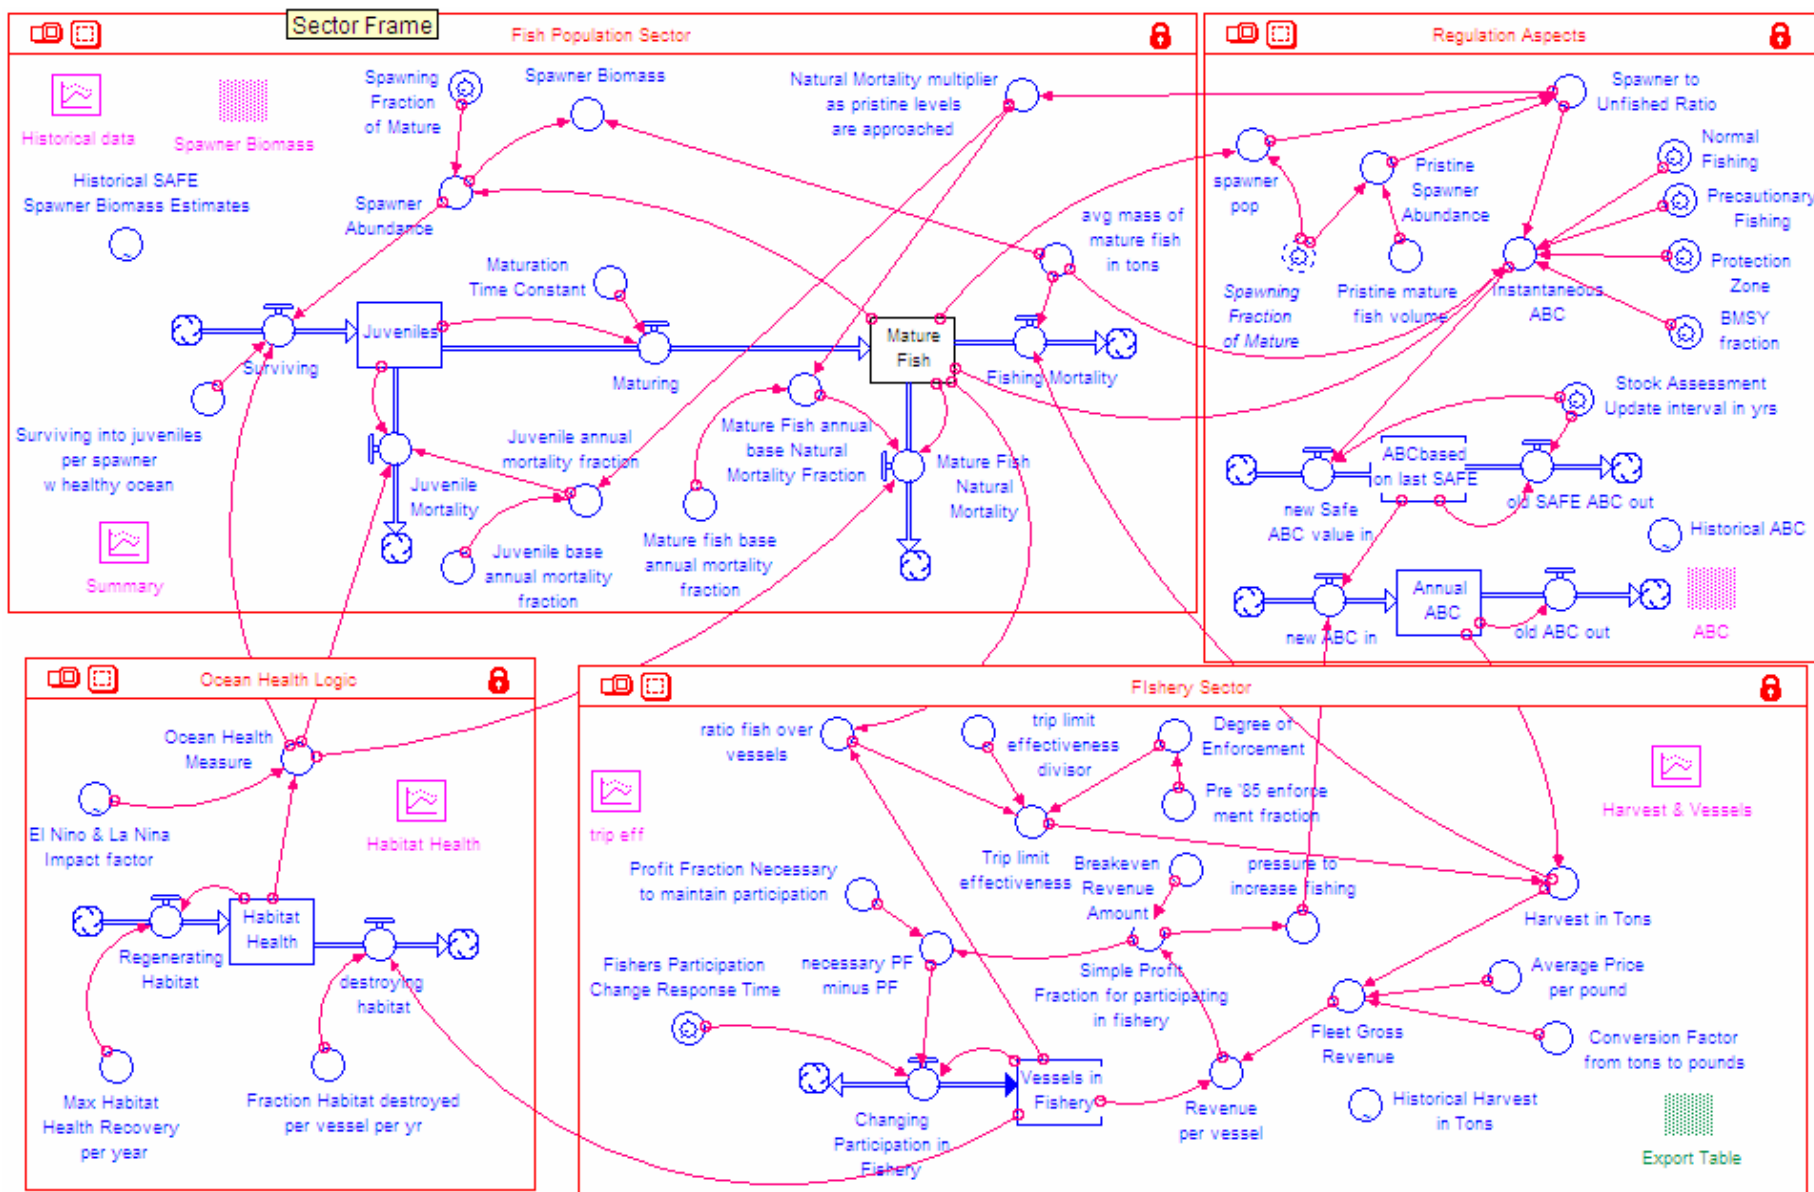 Sector Frame
Fish Population Sector
Historical data
Spawner Biomass
Spawning
Fraction
of Mature
Spawner Biomass
Natural Mortality multiplier
as pristine levels
are approached
Historical SAFE
Spawner Biomass Estimates
Spawner
Abundance
avg mass of
mature fish
in tons
Maturation
Time Constant
Juveniles
Surviving
Maturing
Mature
Fish
Fishing Mortality
Surviving into juveniles
per spawner
w healthy ocean
Juvenile
Mortality
Juvenile annual
mortality fraction
Mature Fish annual
base Natural
Mortality Fraction
Mature Fish
Natural
Mortality
Juvenile base
annual mortality
fraction
Mature fish base
annual mortality
fraction
Summary
Regulation Aspects
Spawner to
Unfished Ratio
Normal
Fishing
spawner
pop
Pristine
Spawner
Abundance
Precautionary
Fishing
Protection
Zone
Spawning
Fraction
of Mature
Pristine mature
fish volume
Instantaneous
ABC
BMSY
fraction
Stook Assessment
Update interval in yrs
ABCbased
on last SAFE
new Safe
ABC value in
old SAFE ABC out
Historical ABC
Annual
ABC
new ABC in
old ABC out
ABC
Ocean Health Logic
Ocean Health
Measure
El Nino & La Nina
Impact factor
Habitat Health
Habitat
Health
Regenerating
Habitat
destroying
habitat
Max Habitat
Health Recovery
per year
Fraction Habitat destroyed
per vessel per yr
FIshery Sector
ratio fish over
vessels
trip limit
effectiveness
divisor
Degree of
Enforcement
trip eff
Pre '85 enforce
ment fraction
Harvest & Vessels
Profit Fraction Necessary
to maintain participation
Trip limit
effectiveness
Breakeven
Revenue
Amount
pressure to
increase fishing
Harvest in Tons
necessary PF
minus PF
Fishers Participation
Change Response Time
Simple Profit
Fraction for participating
in fishery
Average Price
per pound
Fleet Gross
Revenue
Conversion Factor
from tons to pounds
Vessels in
Fishery
Changing
Participation in
Fishery
Revenue
per vessel
Historical Harvest
in Tons
Export Table